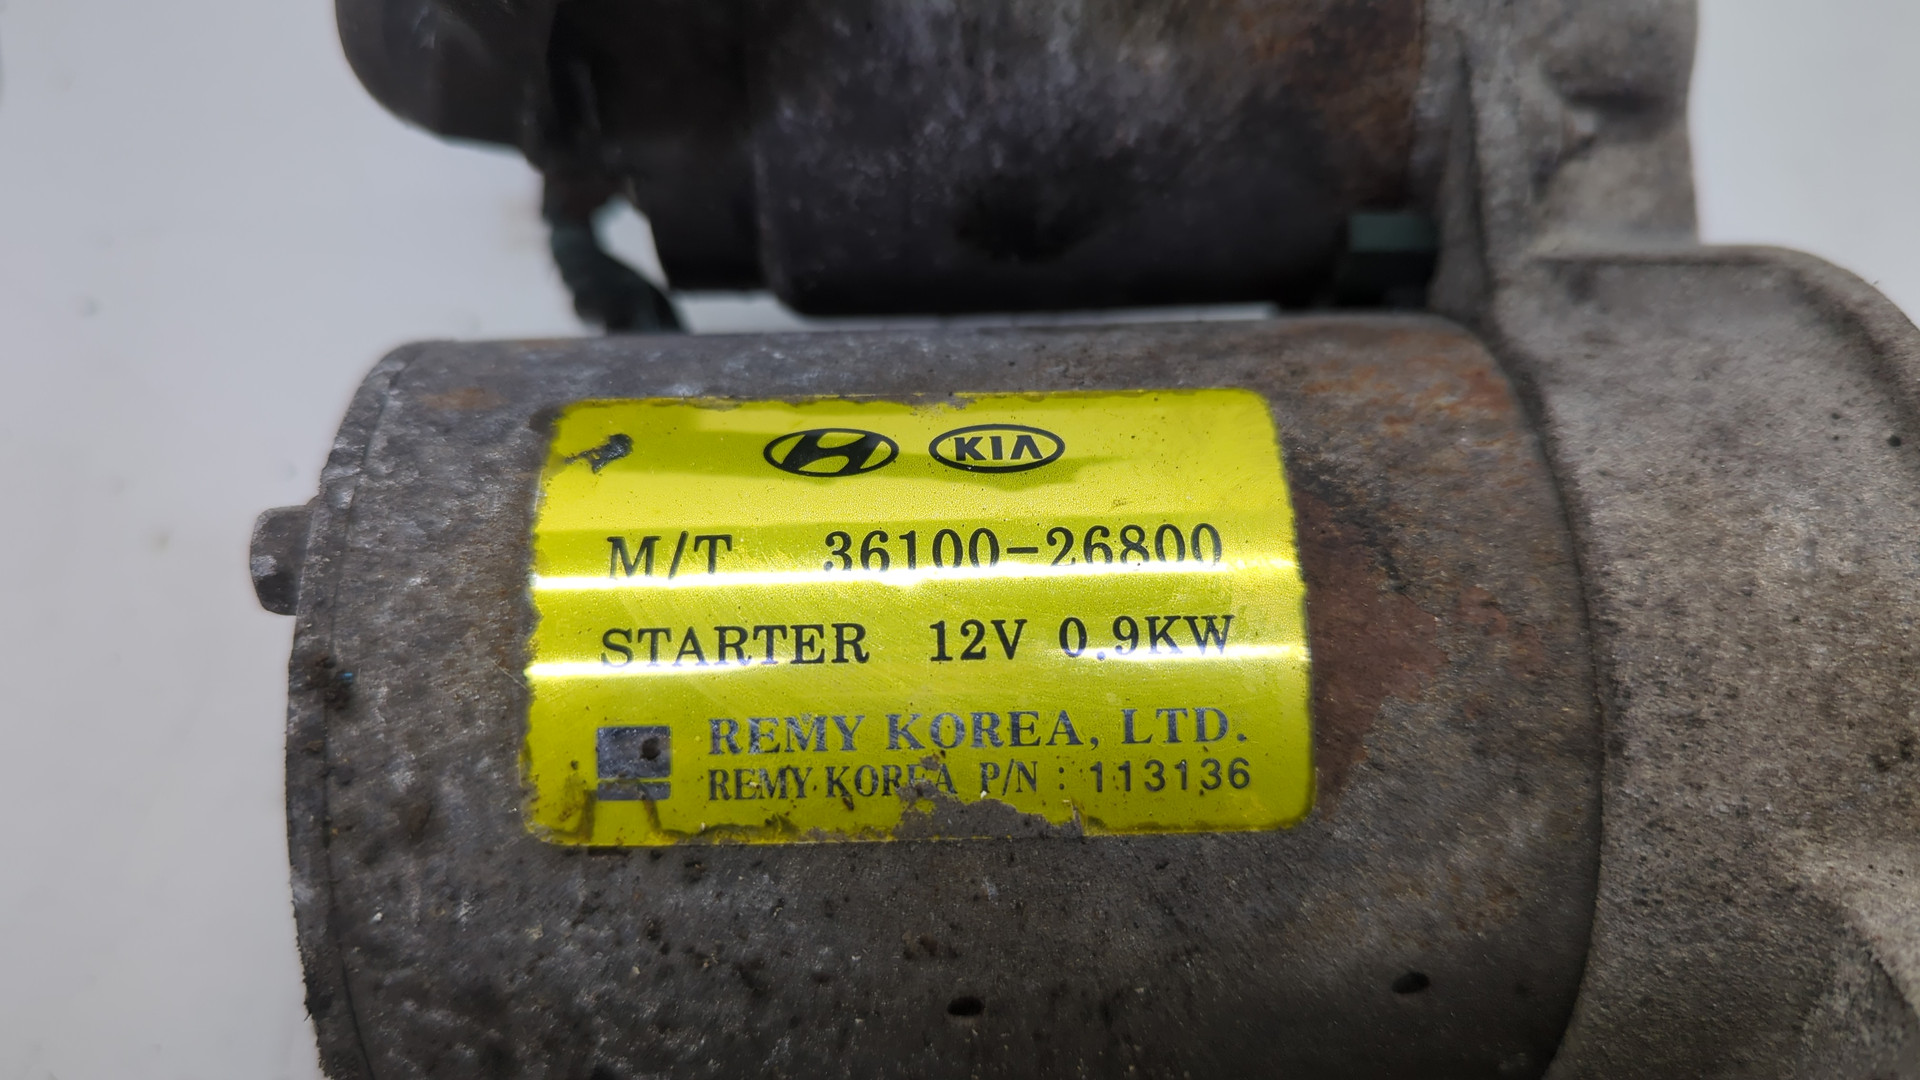 KIA
M/T 36100-26800
STARTER 12V 0.9KW
REMY KOREA, LTD.
REMY KOREA P/N : 113136